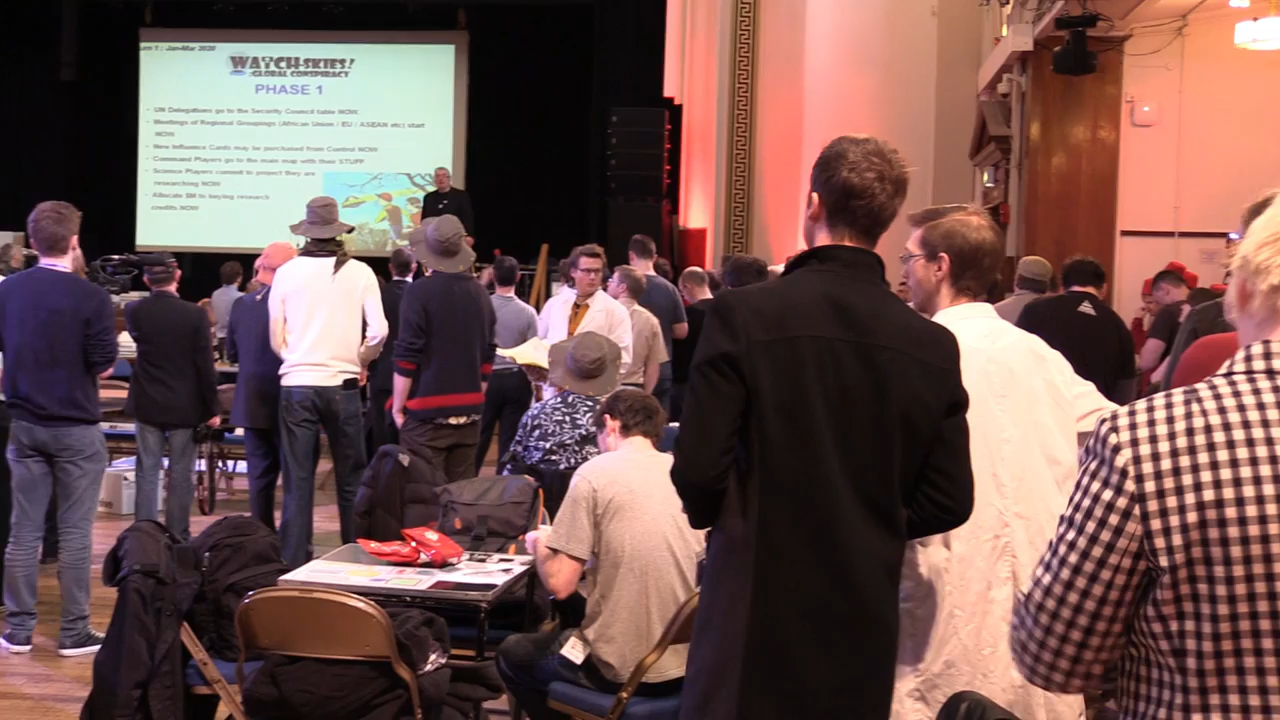 urn 1 : Jan-Mar 2020
WATCH THE SKIES!
:GLOBAL CONSPIRACY
PHASE 1
• UN Delegations go to the Security Council table NOW.
• Meetings of Regional Groupings (African Union / EU / ASEAN etc) start
NOW
• New Influence Cards may be purchased from Control NOW
• Command Players go to the main map with their STUFF
• Science Players commit to project they are
researching NOW
• Allocate $M to buying research
credits NOW